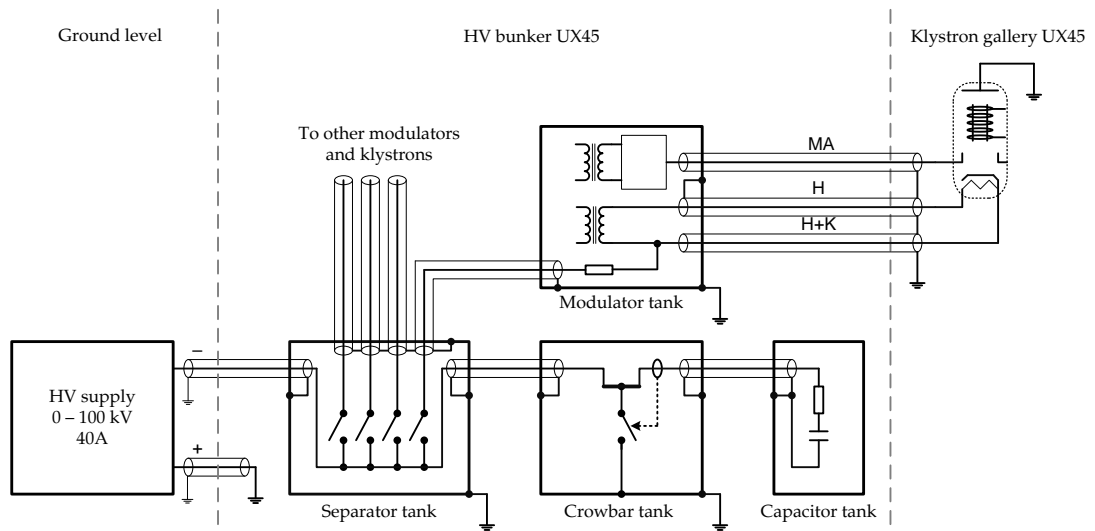 Ground level
HV bunker UX45
Klystron gallery UX45
To other modulators
and klystrons
MA
H
H+K
Modulator tank
–
HV supply
0 – 100 kV
40A
+
Separator tank
Crowbar tank
Capacitor tank